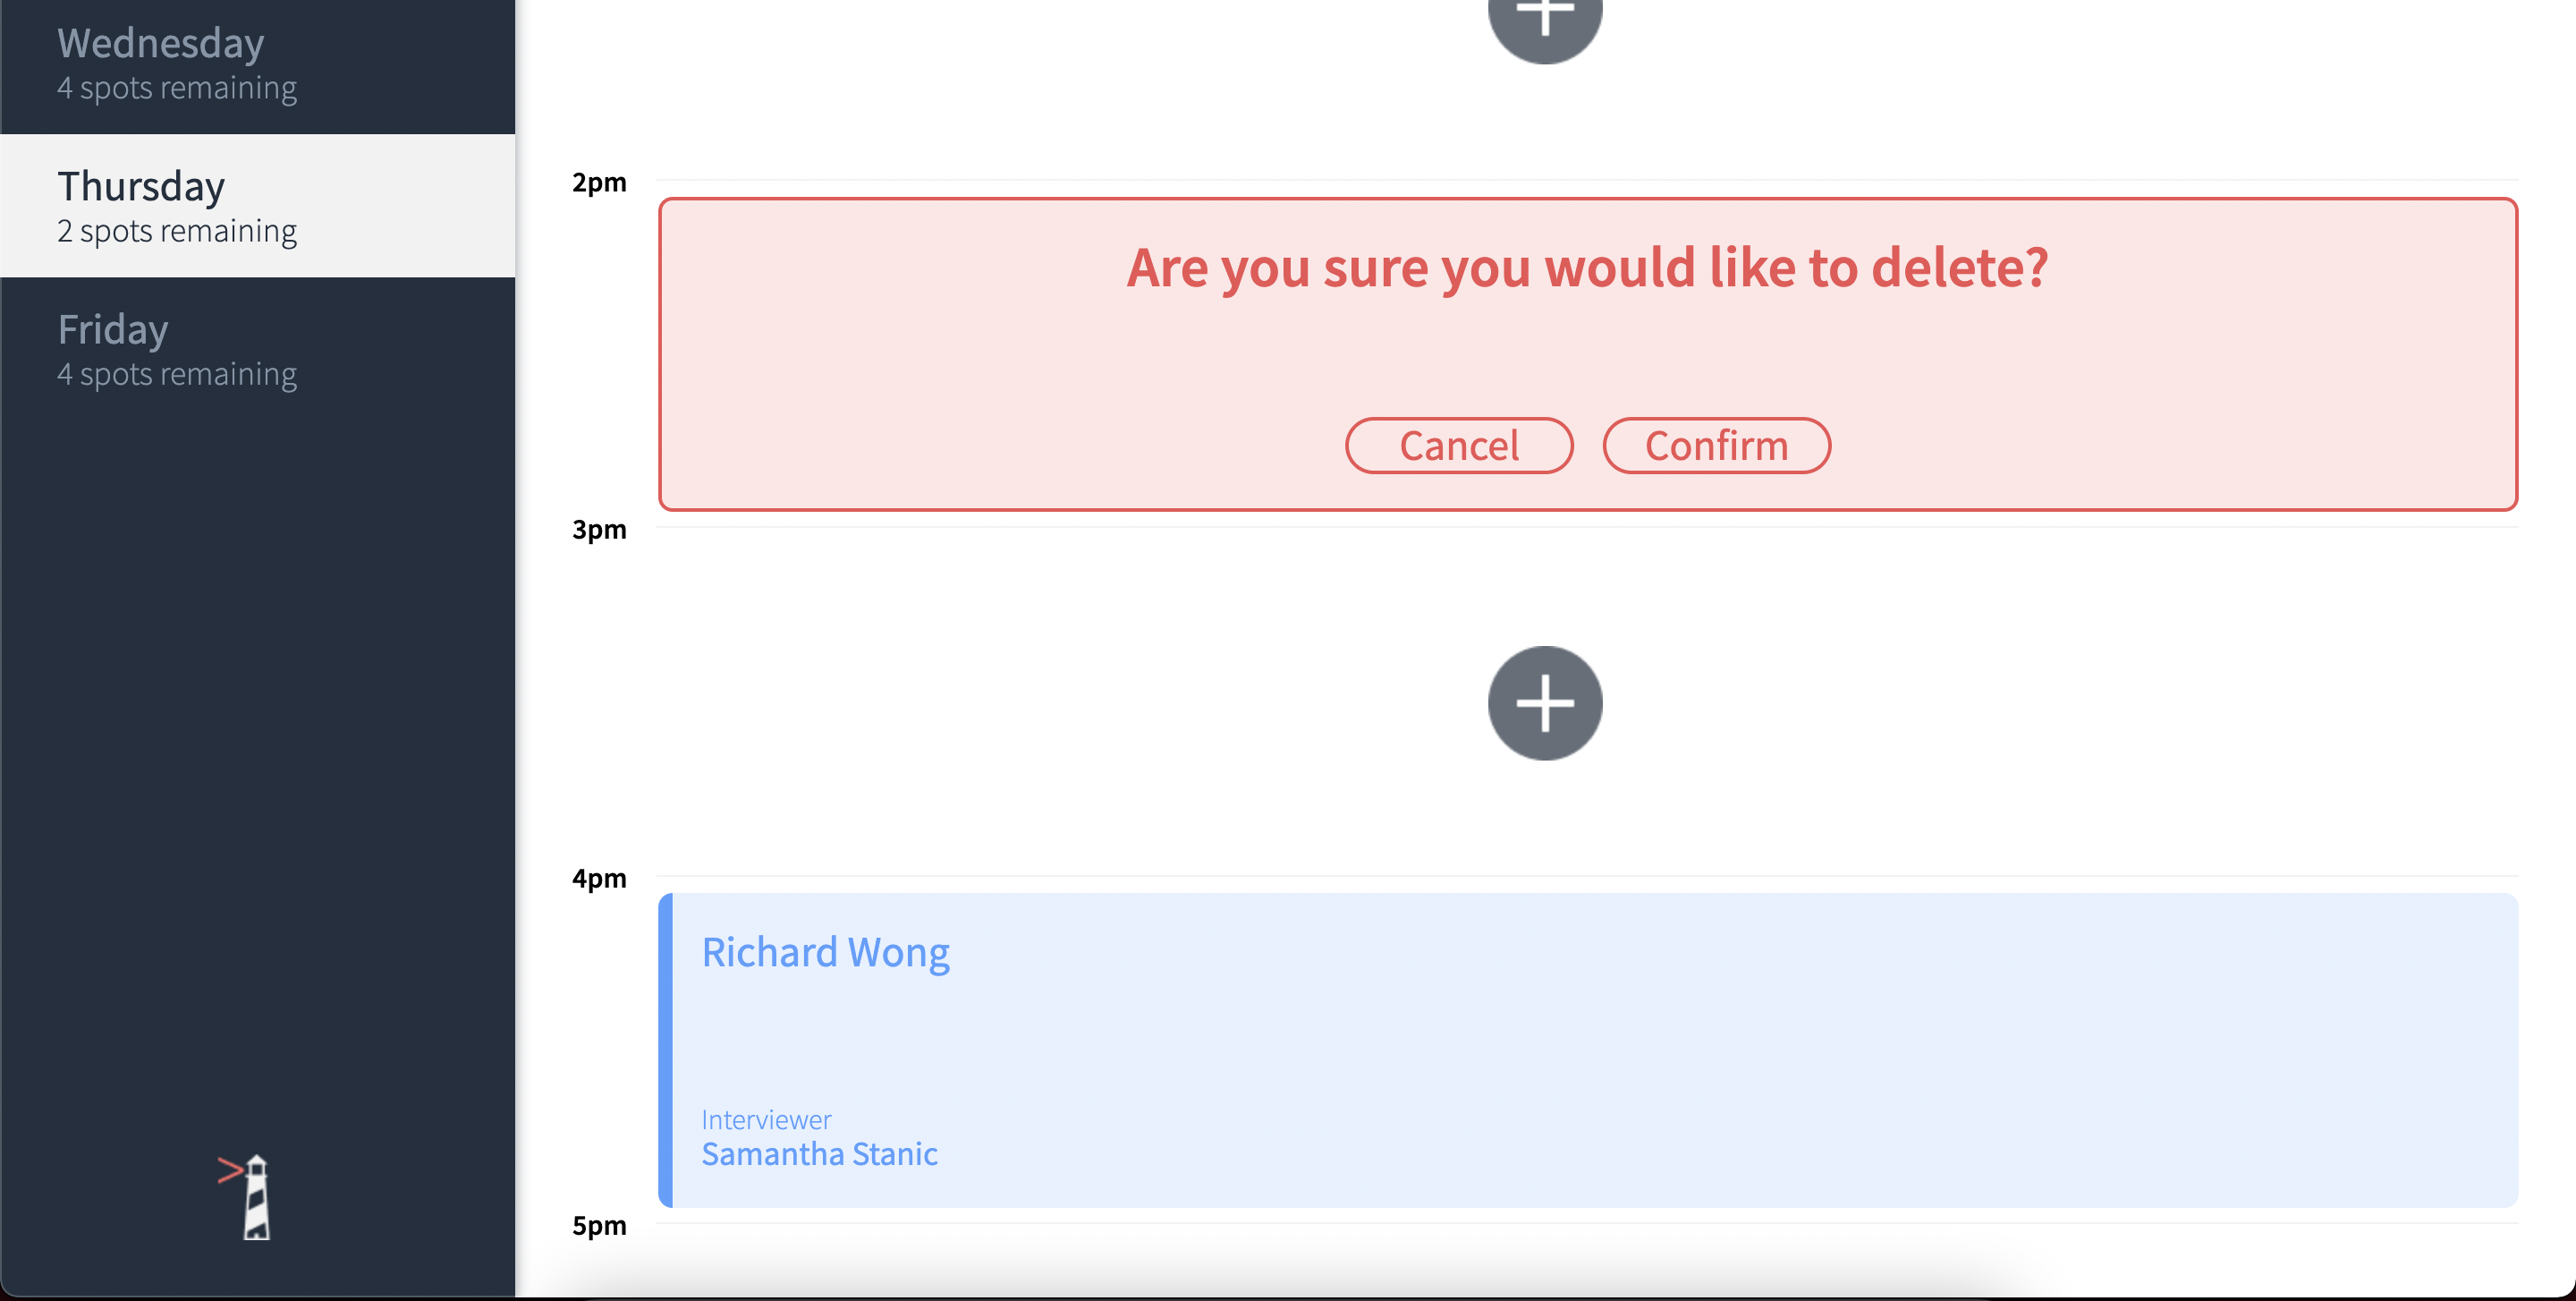 Wednesday
4 spots remaining
Thursday
2 spots remaining
Friday
4 spots remaining
2pm
Are you sure you would like to delete?
Cancel Confirm
3pm
4pm
Richard Wong
Interviewer
Samantha Stanic
5pm